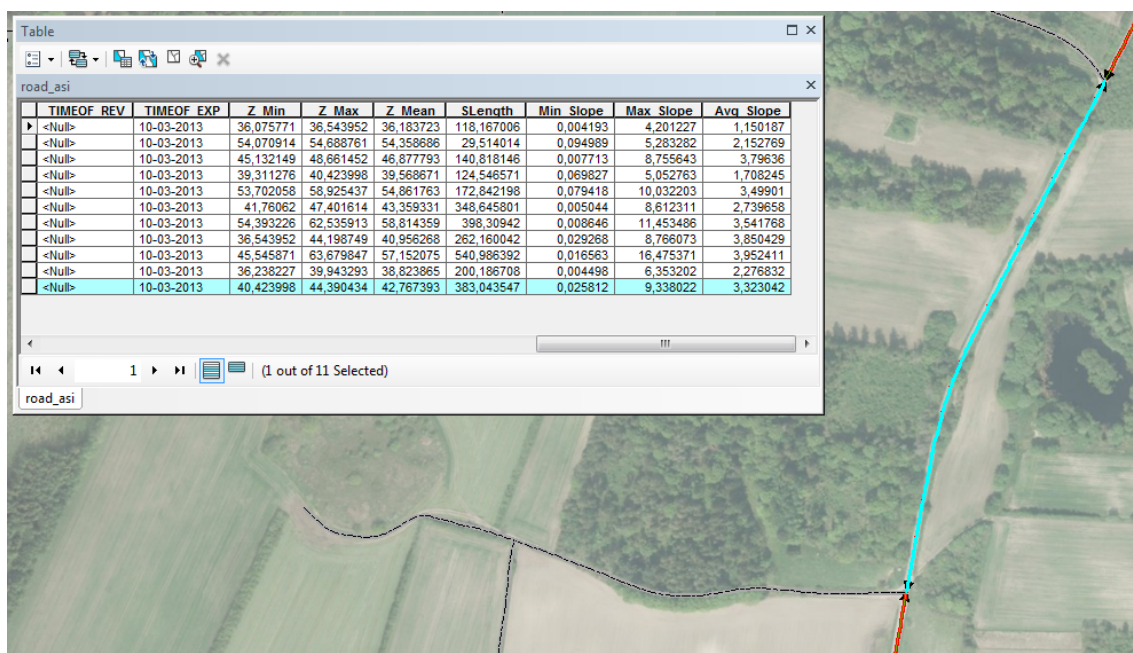 Table
road_asi
TIMEOF_REV TIMEOF_EXP Z_Min Z_Max Z_Mean SLength Min_Slope Max_Slope Avg_Slope
<Null> 10-03-2013 36,075771 36,543952 36,183723 118,167006 0,004193 4,201227 1,150187
<Null> 10-03-2013 54,070914 54,688761 54,358686 29,514014 0,094989 5,283282 2,152769
<Null> 10-03-2013 45,132149 48,661452 46,877793 140,818146 0,007713 8,755643 3,79636
<Null> 10-03-2013 39,311276 40,423998 39,568671 124,546571 0,069827 5,052763 1,708245
<Null> 10-03-2013 53,702058 58,925437 54,861763 172,842198 0,079418 10,032203 3,49901
<Null> 10-03-2013 41,76062 47,401614 43,359331 348,645801 0,005044 8,612311 2,739658
<Null> 10-03-2013 54,393226 62,535913 58,814359 398,30942 0,008646 11,453486 3,541768
<Null> 10-03-2013 36,543952 44,198749 40,956268 262,160042 0,029268 8,766073 3,850429
<Null> 10-03-2013 45,545871 63,679847 57,152075 540,986392 0,016563 16,475371 3,952411
<Null> 10-03-2013 36,238227 39,943293 38,823865 200,186708 0,004498 6,353202 2,276832
<Null> 10-03-2013 40,423998 44,390434 42,767393 383,043547 0,025812 9,338022 3,323042
1 (1 out of 11 Selected)
road_asi